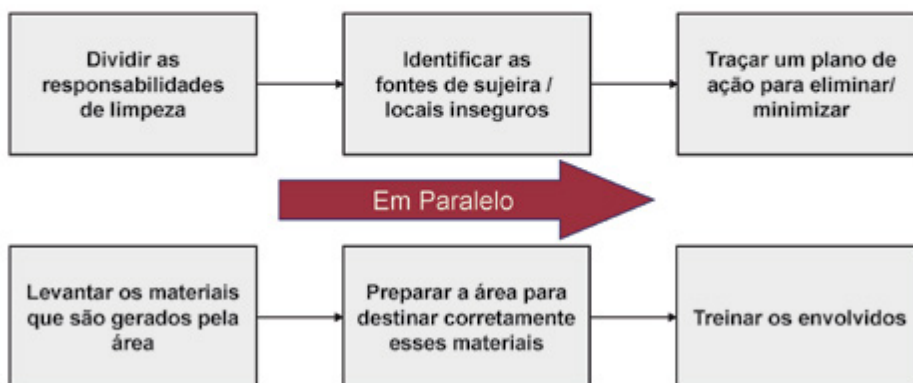 Dividir as
responsabilidades
de limpeza
Identificar as
fontes de sujeira /
locais inseguros
Traçar um plano de
ação para eliminar/
minimizar
Em Paralelo
Levantar os materiais
que são gerados pela
área
Preparar a área para
destinar corretamente
esses materiais
Treinar os envolvidos